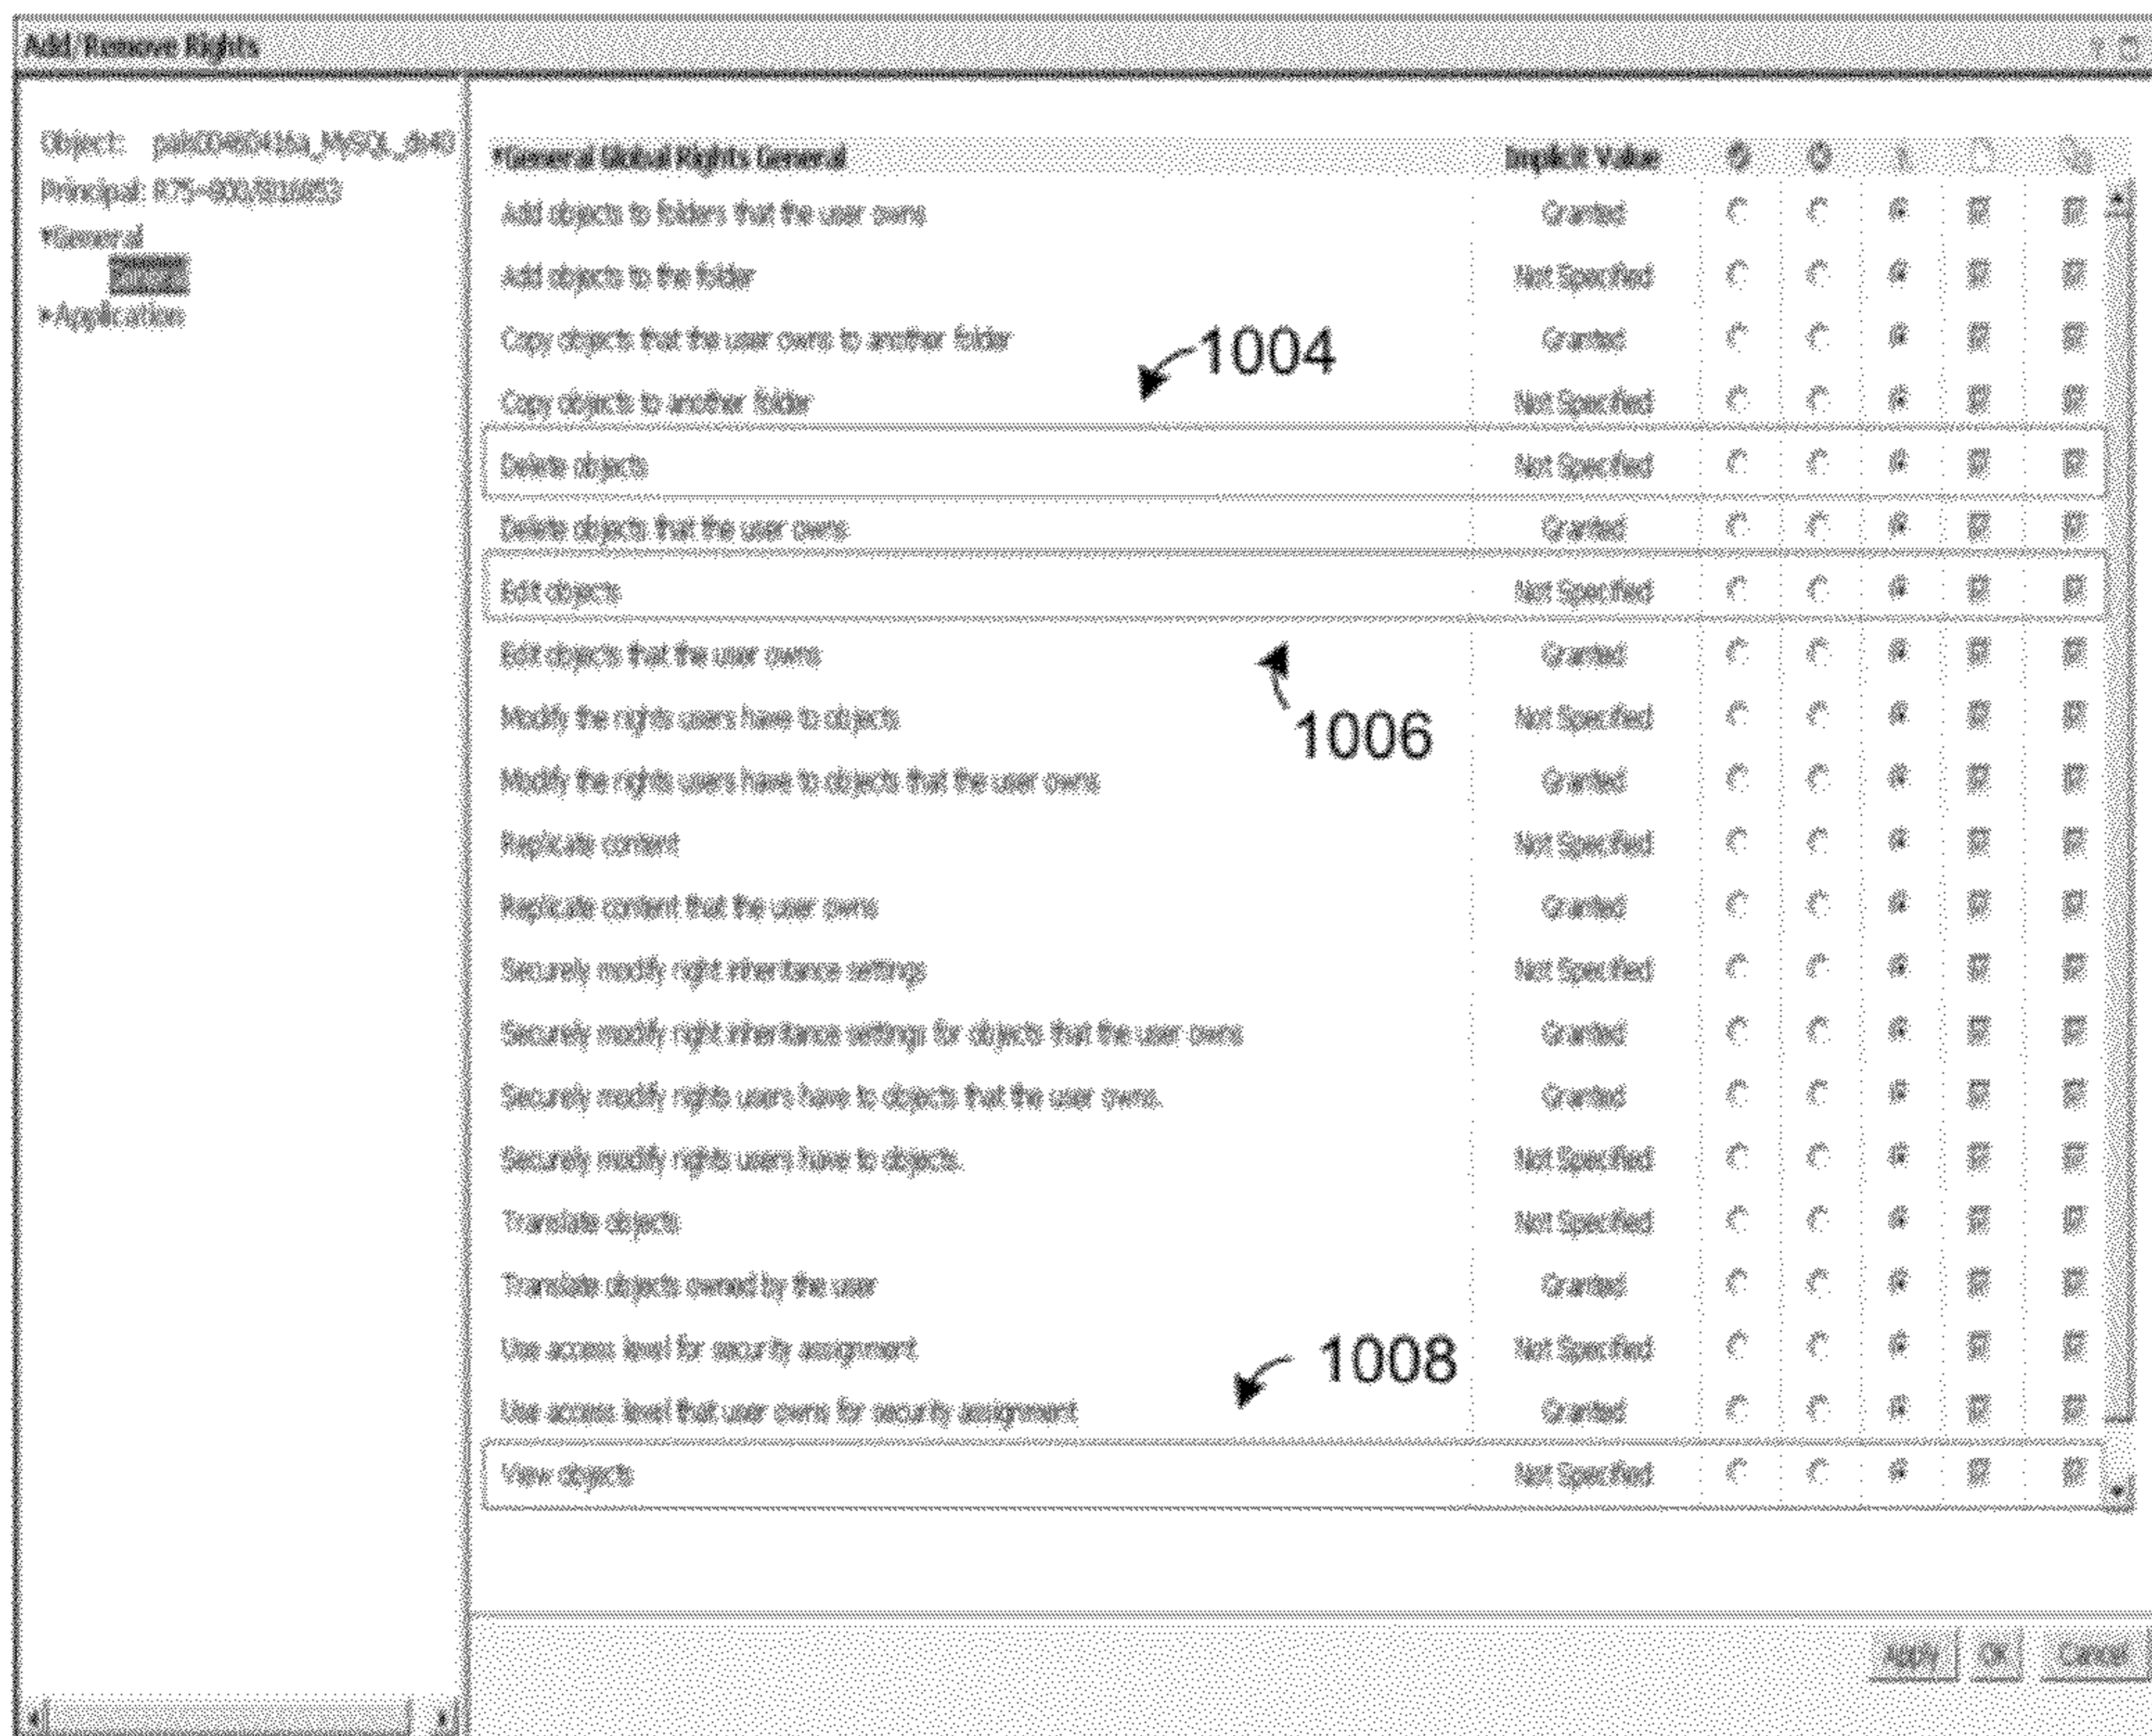 Add/Remove Rights
Object:
Principal:
General
Application
General Global Rights General Implicit Value
Add objects to folders that the user owns Granted
Add objects to the folder Not Specified
Copy objects that the user owns to another folder Granted
1004
Copy objects to another folder Not Specified
Delete objects Not Specified
Delete objects that the user owns Granted
Edit objects Not Specified
Edit objects that the user owns Granted
Modify the rights users have to objects Not Specified
1006
Modify the rights users have to objects that the user owns Granted
Replicate content Not Specified
Replicate content that the user owns Granted
Securely modify right inheritance settings Not Specified
Securely modify right inheritance settings for objects that the user owns Granted
Securely modify rights users have to objects that the user owns. Granted
Securely modify rights users have to objects. Not Specified
Translate objects Not Specified
Translate objects owned by the user Granted
Use access level for security assignment Not Specified
1008
Use access level that user owns for security assignment Granted
View objects Not Specified
Apply OK Cancel